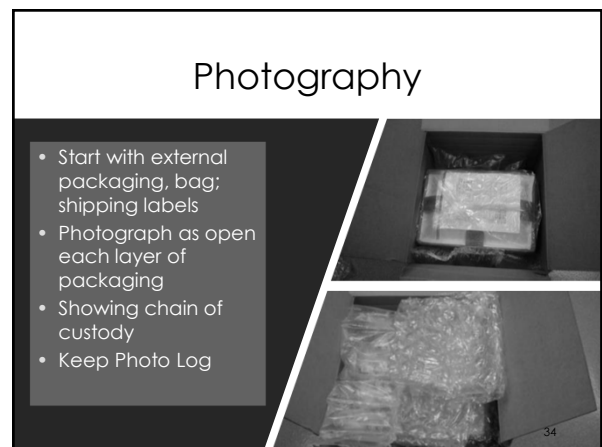 Photography
• Start with external
packaging, bag;
shipping labels
• Photograph as open
each layer of
packaging
• Showing chain of
custody
• Keep Photo Log
34